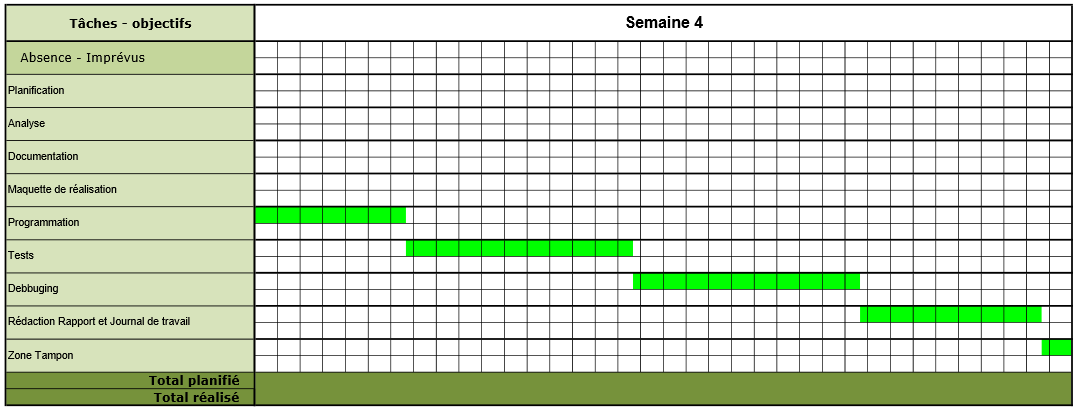 Tâches - objectifs
Semaine 4
Absence - Imprévus
Planification
Analyse
Documentation
Maquette de réalisation
Programmation
Tests
Debbuging
Rédaction Rapport et Journal de travail
Zone Tampon
Total planifié
Total réalisé